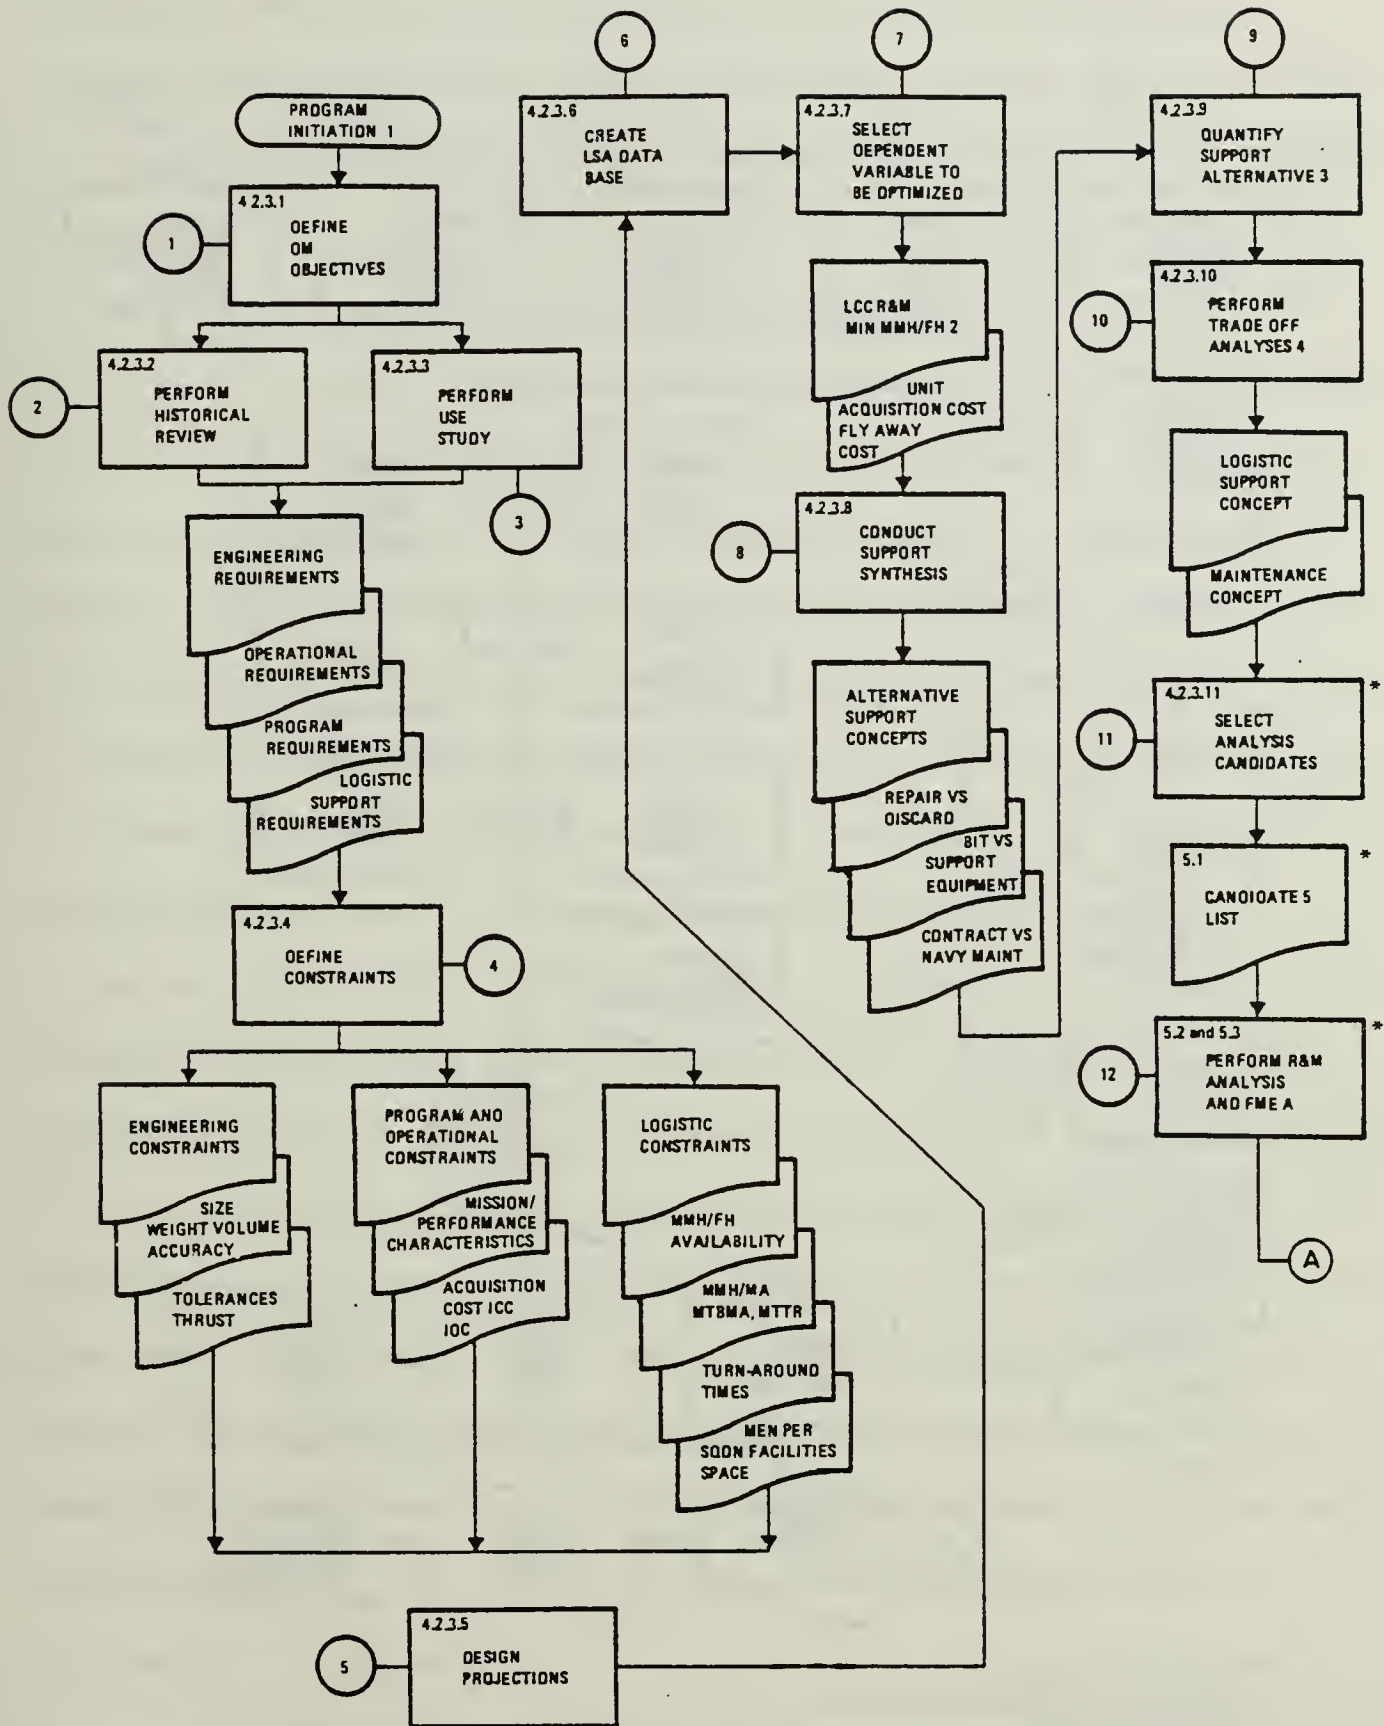 PROGRAM
INITIATION 1
4.2.3.1
DEFINE
OM
OBJECTIVES
1
4.2.3.2
PERFORM
HISTORICAL
REVIEW
2
4.2.3.3
PERFORM
USE
STUDY
3
ENGINEERING
REQUIREMENTS
OPERATIONAL
REQUIREMENTS
PROGRAM
REQUIREMENTS
LOGISTIC
SUPPORT
REQUIREMENTS
4.2.3.4
DEFINE
CONSTRAINTS
4
ENGINEERING
CONSTRAINTS
SIZE
WEIGHT VOLUME
ACCURACY
TOLERANCES
THRUST
PROGRAM AND
OPERATIONAL
CONSTRAINTS
MISSION/
PERFORMANCE
CHARACTERISTICS
ACQUISITION
COST ICC
IOC
LOGISTIC
CONSTRAINTS
MMH/FH
AVAILABILITY
MMH/MA
MTBMA, MTTR
TURN-AROUND
TIMES
MEN PER
SQDN FACILITIES
SPACE
4.2.3.5
DESIGN
PROJECTIONS
5
6
4.2.3.6
CREATE
LSA DATA
BASE
7
4.2.3.7
SELECT
DEPENDENT
VARIABLE TO
BE OPTIMIZED
LCC R&M
MIN MMH/FH 2
UNIT
ACQUISITION COST
FLY AWAY
COST
4.2.3.8
CONDUCT
SUPPORT
SYNTHESIS
8
ALTERNATIVE
SUPPORT
CONCEPTS
REPAIR VS
DISCARD
BIT VS
SUPPORT
EQUIPMENT
CONTRACT VS
NAVY MAINT
9
4.2.3.9
QUANTIFY
SUPPORT
ALTERNATIVE 3
4.2.3.10
PERFORM
TRADE OFF
ANALYSES 4
10
LOGISTIC
SUPPORT
CONCEPT
MAINTENANCE
CONCEPT
4.2.3.11 *
SELECT
ANALYSIS
CANDIDATES
11
5.1 *
CANDIDATE 5
LIST
5.2 and 5.3 *
PERFORM R&M
ANALYSIS
AND FME A
12
A